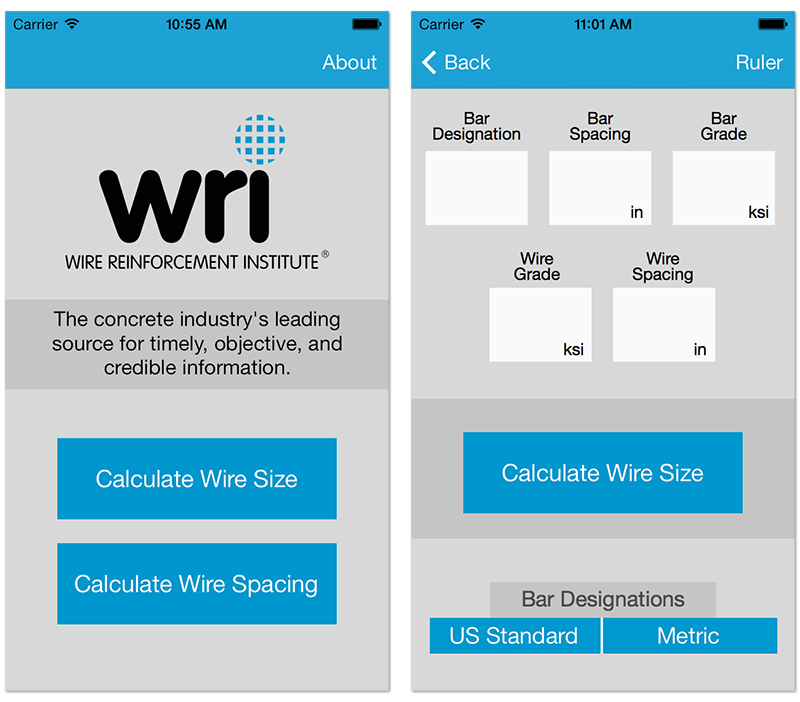 Carrier 10:55 AM
About
wri
WIRE REINFORCEMENT INSTITUTE®
The concrete industry's leading
source for timely, objective, and
credible information.
Calculate Wire Size
Calculate Wire Spacing
Carrier 11:01 AM
Back Ruler
Bar
Designation
Bar
Spacing
Bar
Grade
in
ksi
Wire
Grade
Wire
Spacing
ksi
in
Calculate Wire Size
Bar Designations
US Standard Metric